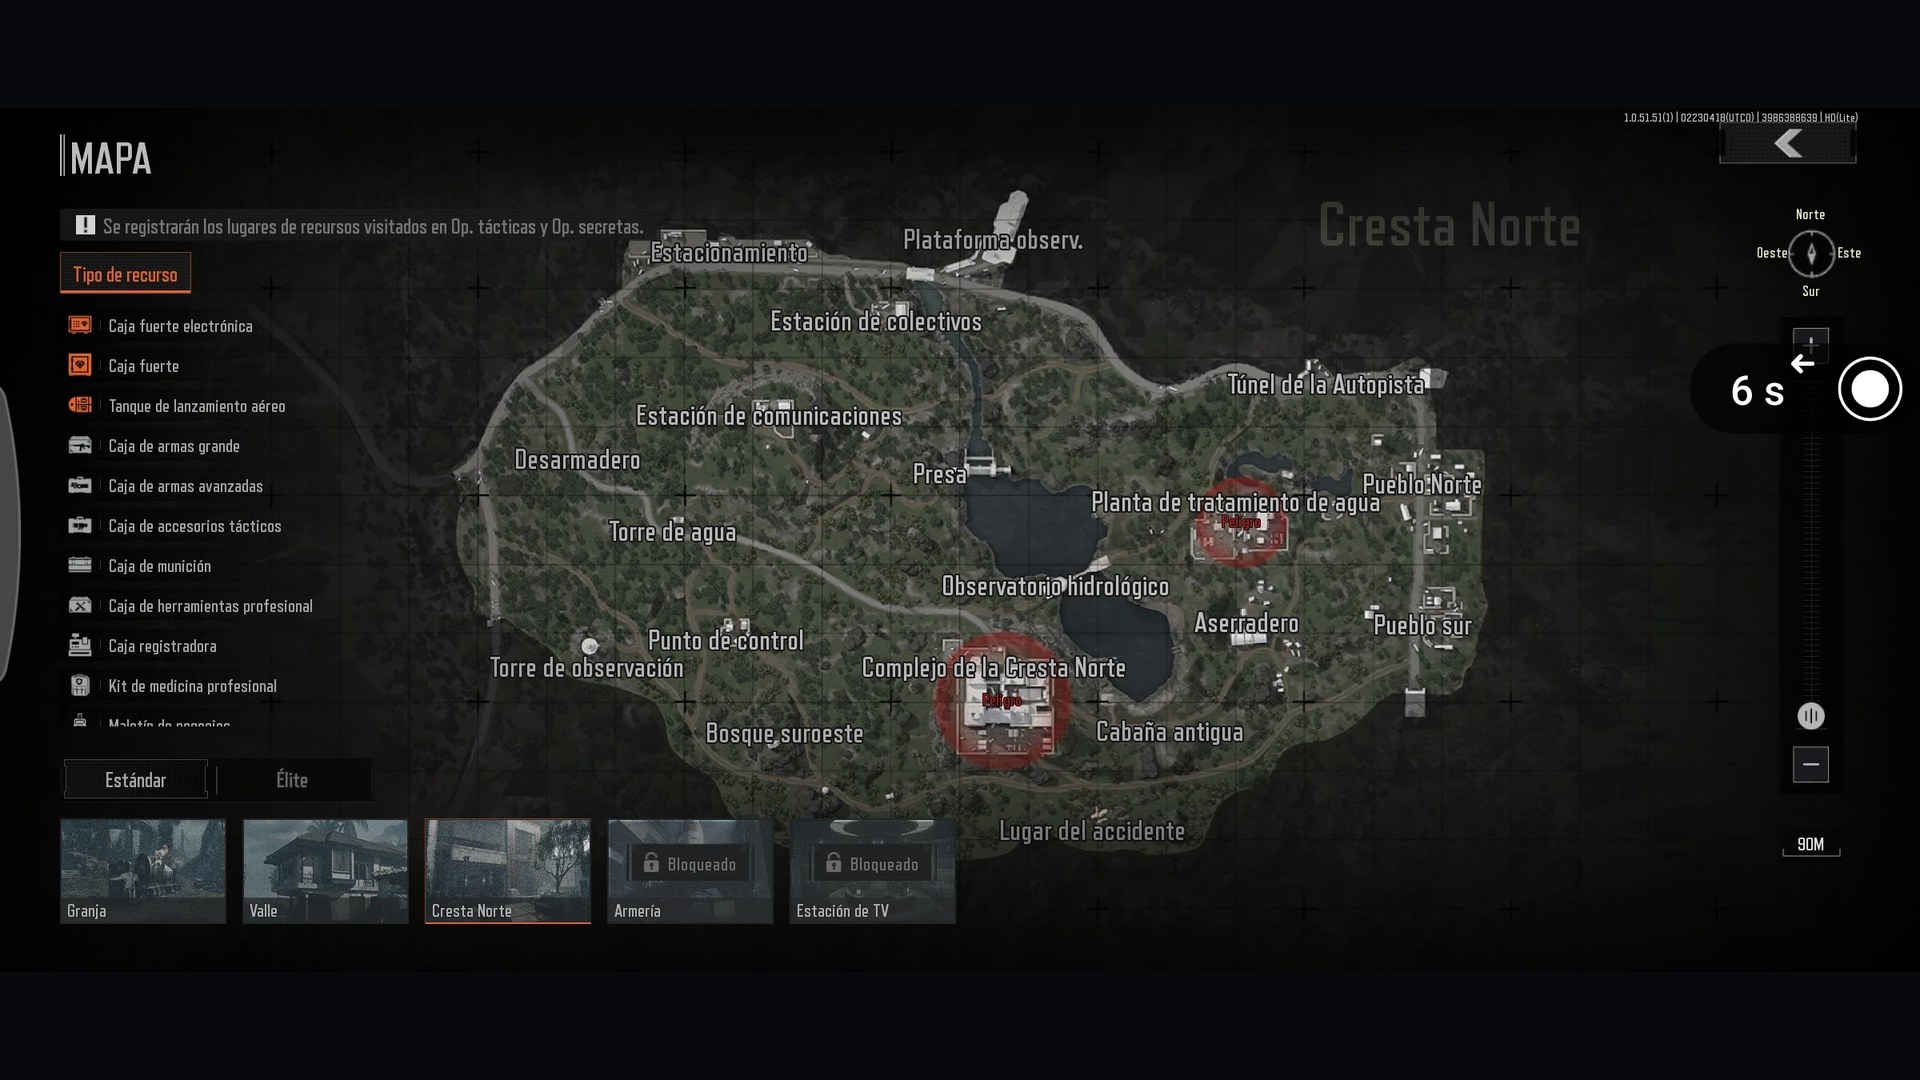 1.0.51.51(1) | 02230418(UTC0) | 3986388639 | HD(Lite)
MAPA
! Se registrarán los lugares de recursos visitados en Op. tácticas y Op. secretas.
Tipo de recurso
Caja fuerte electrónica
Caja fuerte
Tanque de lanzamiento aéreo
Caja de armas grande
Caja de armas avanzadas
Caja de accesorios tácticos
Caja de munición
Caja de herramientas profesional
Caja registradora
Kit de medicina profesional
Maletín de negocios
Estándar
Élite
Granja
Valle
Cresta Norte
Bloqueado
Armería
Bloqueado
Estación de TV
Cresta Norte
Estacionamiento
Plataforma observ.
Estación de colectivos
Túnel de la Autopista
Estación de comunicaciones
Desarmadero
Presa
Pueblo Norte
Planta de tratamiento de agua
Peligro
Torre de agua
Observatorio hidrológico
Aserradero
Pueblo sur
Punto de control
Torre de observación
Complejo de la Cresta Norte
Peligro
Bosque suroeste
Cabaña antigua
Lugar del accidente
Norte
Oeste
Este
Sur
6 s
90M